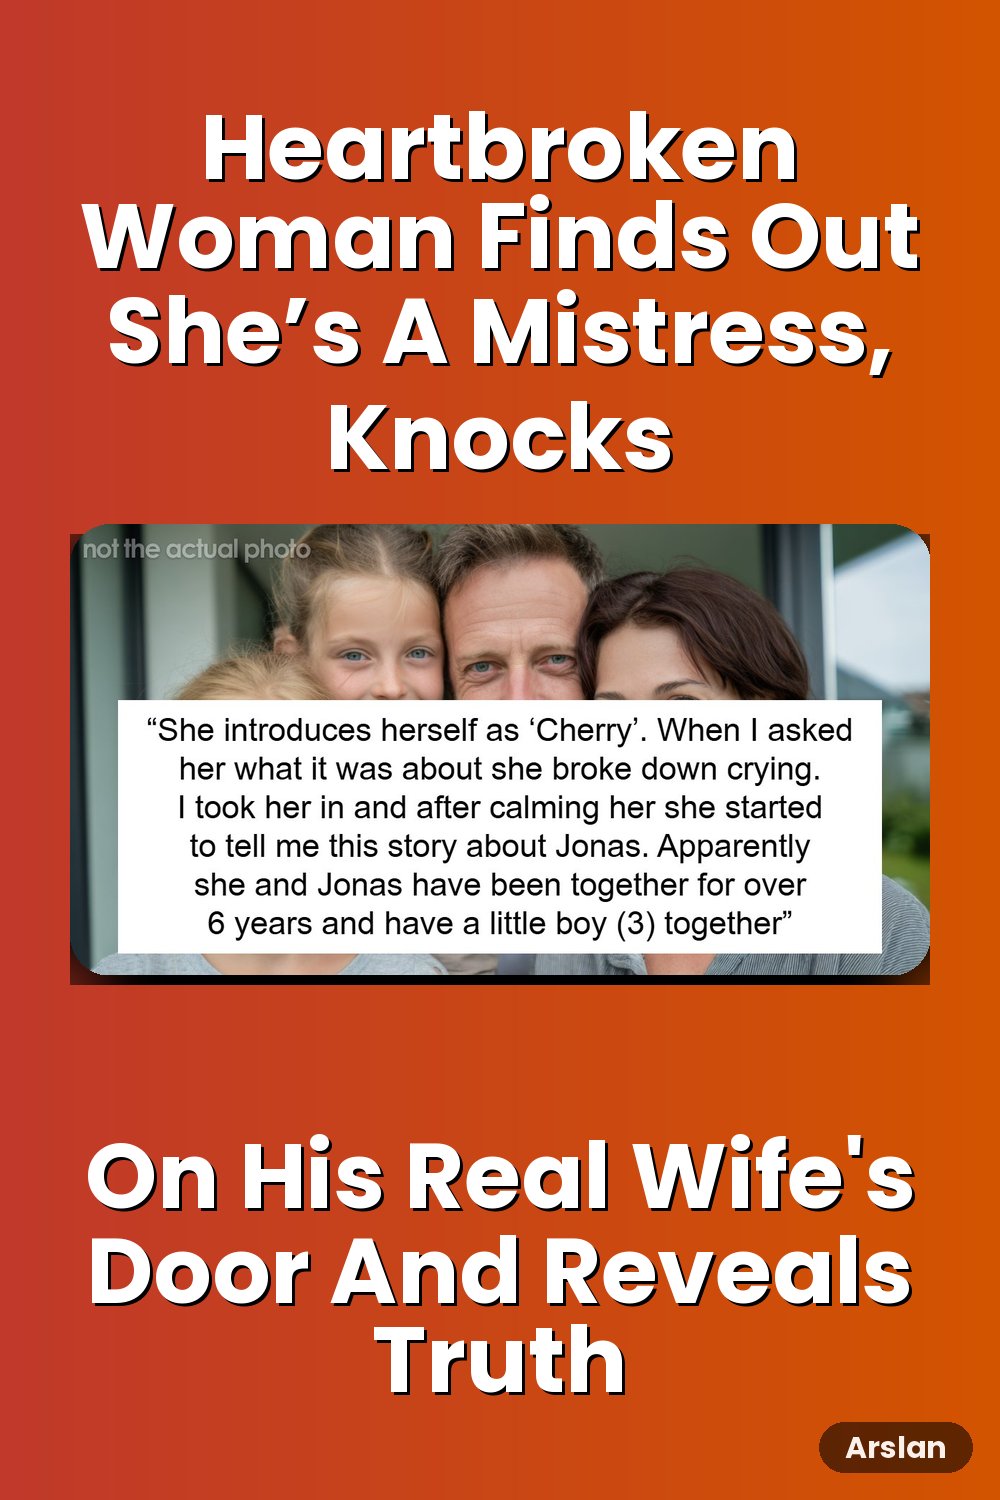 Heartbroken
Woman Finds Out
She’s A Mistress,
Knocks
not the actual photo
“She introduces herself as ‘Cherry’. When I asked
her what it was about she broke down crying.
I took her in and after calming her she started
to tell me this story about Jonas. Apparently
she and Jonas have been together for over
6 years and have a little boy (3) together”
On His Real Wife's
Door And Reveals
Truth
Arslan